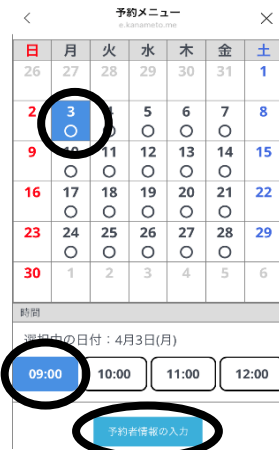 予約メニュー
e.kanameto.me
日 月 火 水 木 金 土
26 27 28 29 30 31 1
2 3 4 5 6 7 8
○ ○ ○ ○ ○
9 10 11 12 13 14 15
○ ○ ○ ○ ○
16 17 18 19 20 21 22
○ ○ ○ ○ ○
23 24 25 26 27 28 29
○ ○ ○ ○ ○
30 1 2 3 4 5 6
時間
選択中の日付：4月3日(月)
09:00 10:00 11:00 12:00
予約者情報の入力